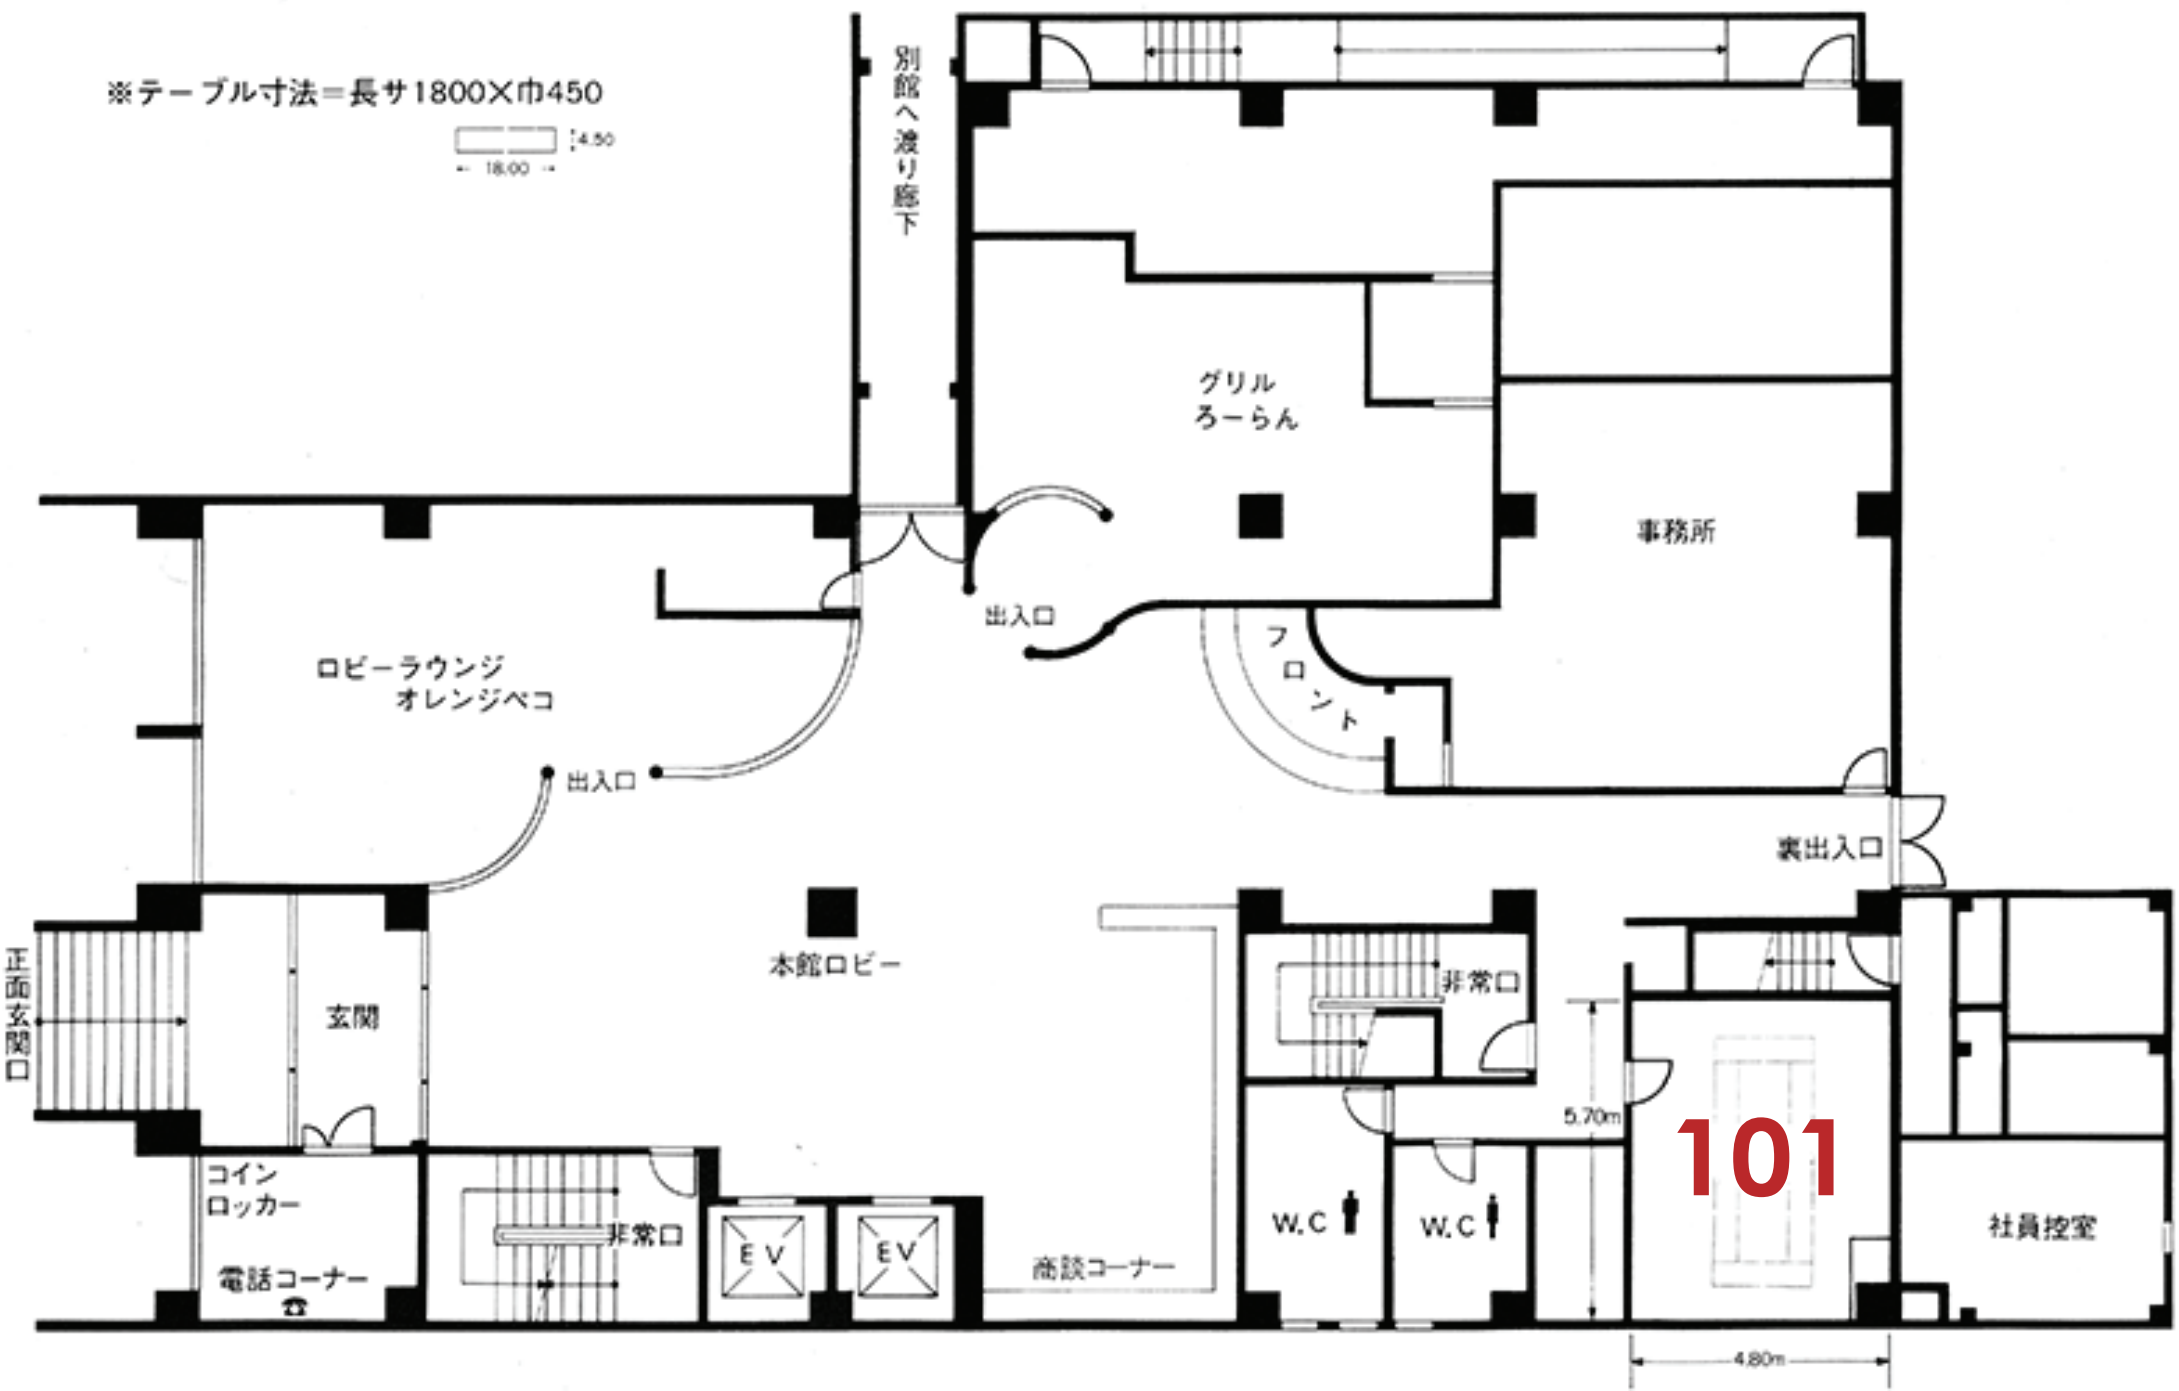 ※テーブル寸法=長サ1800×巾450
4.50
18.00
別館へ渡り廊下
グリル
ろーらん
事務所
出入口
フロント
ロビーラウンジ
オレンジペコ
出入口
裏出入口
本館ロビー
非常口
正面玄関口
玄関
5.70m
101
コイン
ロッカー
電話コーナー
非常口
EV
EV
商談コーナー
W.C
W.C
社員控室
4.80m